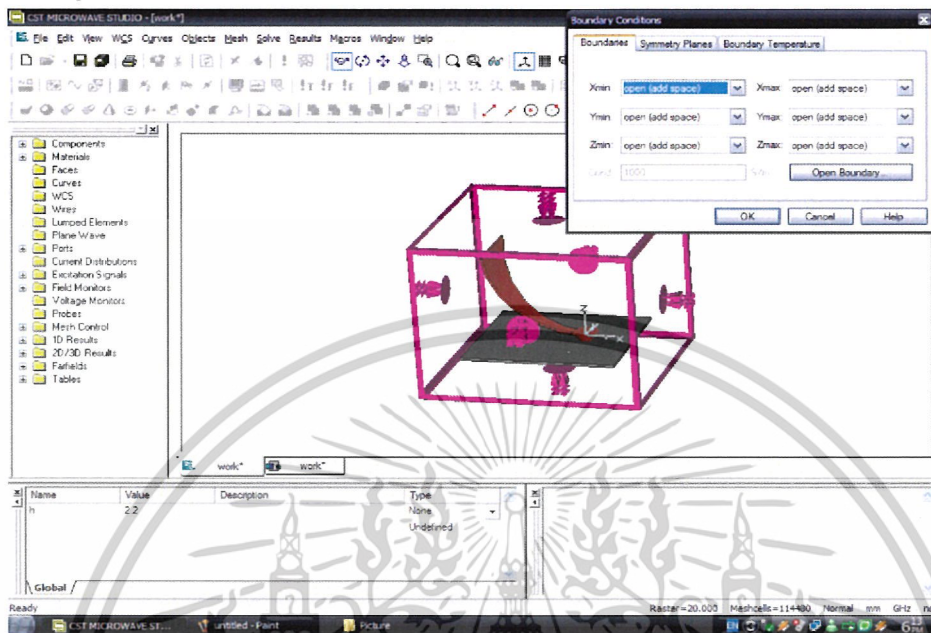 CST MICROWAVE STUDIO - [work*]
File Edit View WCS Curves Objects Mesh Solve Results Macros Window Help
Boundary Conditions
Boundaries Symmetry Planes Boundary Temperature
Xmin: open (add space) Xmax: open (add space)
Ymin: open (add space) Ymax: open (add space)
Zmin: open (add space) Zmax: open (add space)
Cond.: 1000 S/m Open Boundary...
OK Cancel Help
Components
Materials
Faces
Curves
WCS
Wires
Lumped Elements
Plane Wave
Ports
Current Distributions
Excitation Signals
Field Monitors
Voltage Monitors
Probes
Mesh Control
1D Results
2D/3D Results
Farfields
Tables
z
x
work* work*
Name Value Description Type
h 2.2 None
Undefined
Global
Ready Raster=20.000 Meshcells=114480 Normal mm GHz
CST MICROWAVE ST... untitled - Paint Picture EN